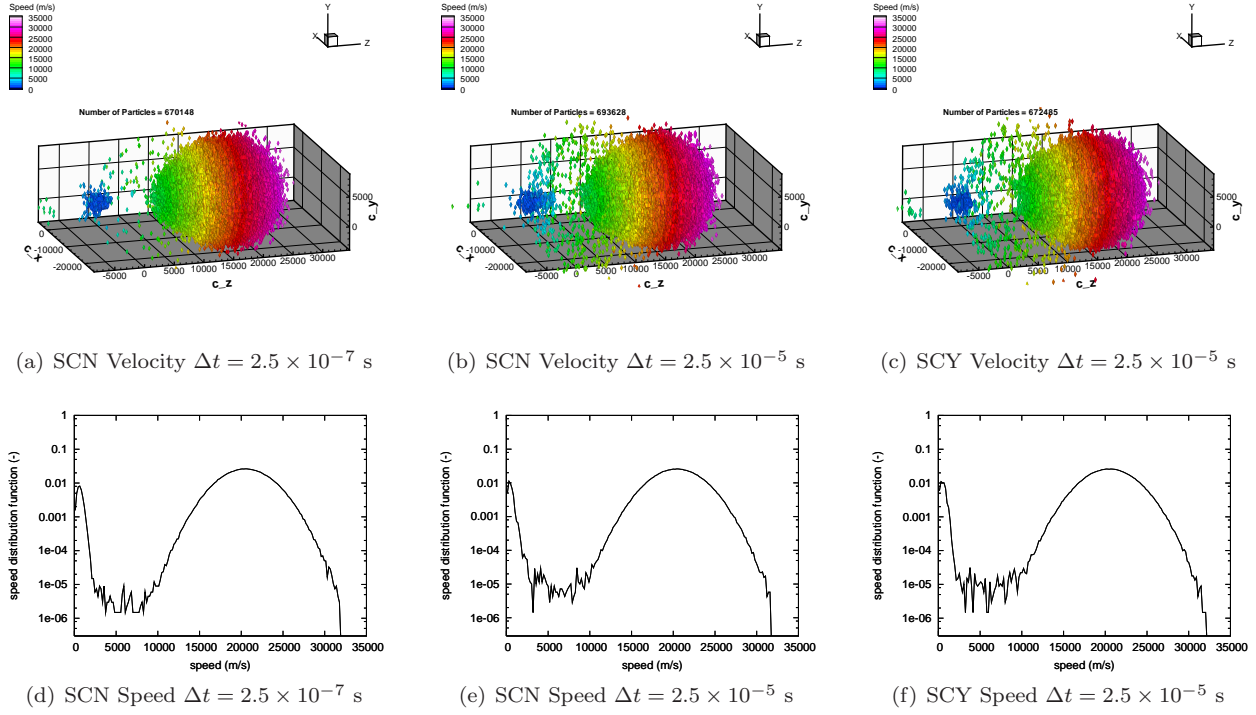 Speed (m/s)
35000
30000
25000
20000
15000
10000
5000
0
Y
X
Z
Number of Particles = 670148
5000
0
c_y
0
-10000
-20000
c_x
-5000 0 5000 10000 15000 20000 25000 30000
c_z
(a) SCN Velocity Δt = 2.5 × 10⁻⁷ s
Speed (m/s)
35000
30000
25000
20000
15000
10000
5000
0
Y
X
Z
Number of Particles = 693628
5000
0
c_y
0
-10000
-20000
c_x
-5000 0 5000 10000 15000 20000 25000 30000
c_z
(b) SCN Velocity Δt = 2.5 × 10⁻⁵ s
Speed (m/s)
35000
30000
25000
20000
15000
10000
5000
0
Y
X
Z
Number of Particles = 672485
5000
0
c_y
0
-10000
-20000
c_x
-5000 0 5000 10000 15000 20000 25000 30000
c_z
(c) SCY Velocity Δt = 2.5 × 10⁻⁵ s
speed distribution function (-)
1
0.1
0.01
0.001
1e-04
1e-05
1e-06
0 5000 10000 15000 20000 25000 30000 35000
speed (m/s)
(d) SCN Speed Δt = 2.5 × 10⁻⁷ s
speed distribution function (-)
1
0.1
0.01
0.001
1e-04
1e-05
1e-06
0 5000 10000 15000 20000 25000 30000 35000
speed (m/s)
(e) SCN Speed Δt = 2.5 × 10⁻⁵ s
speed distribution function (-)
1
0.1
0.01
0.001
1e-04
1e-05
1e-06
0 5000 10000 15000 20000 25000 30000 35000
speed (m/s)
(f) SCY Speed Δt = 2.5 × 10⁻⁵ s